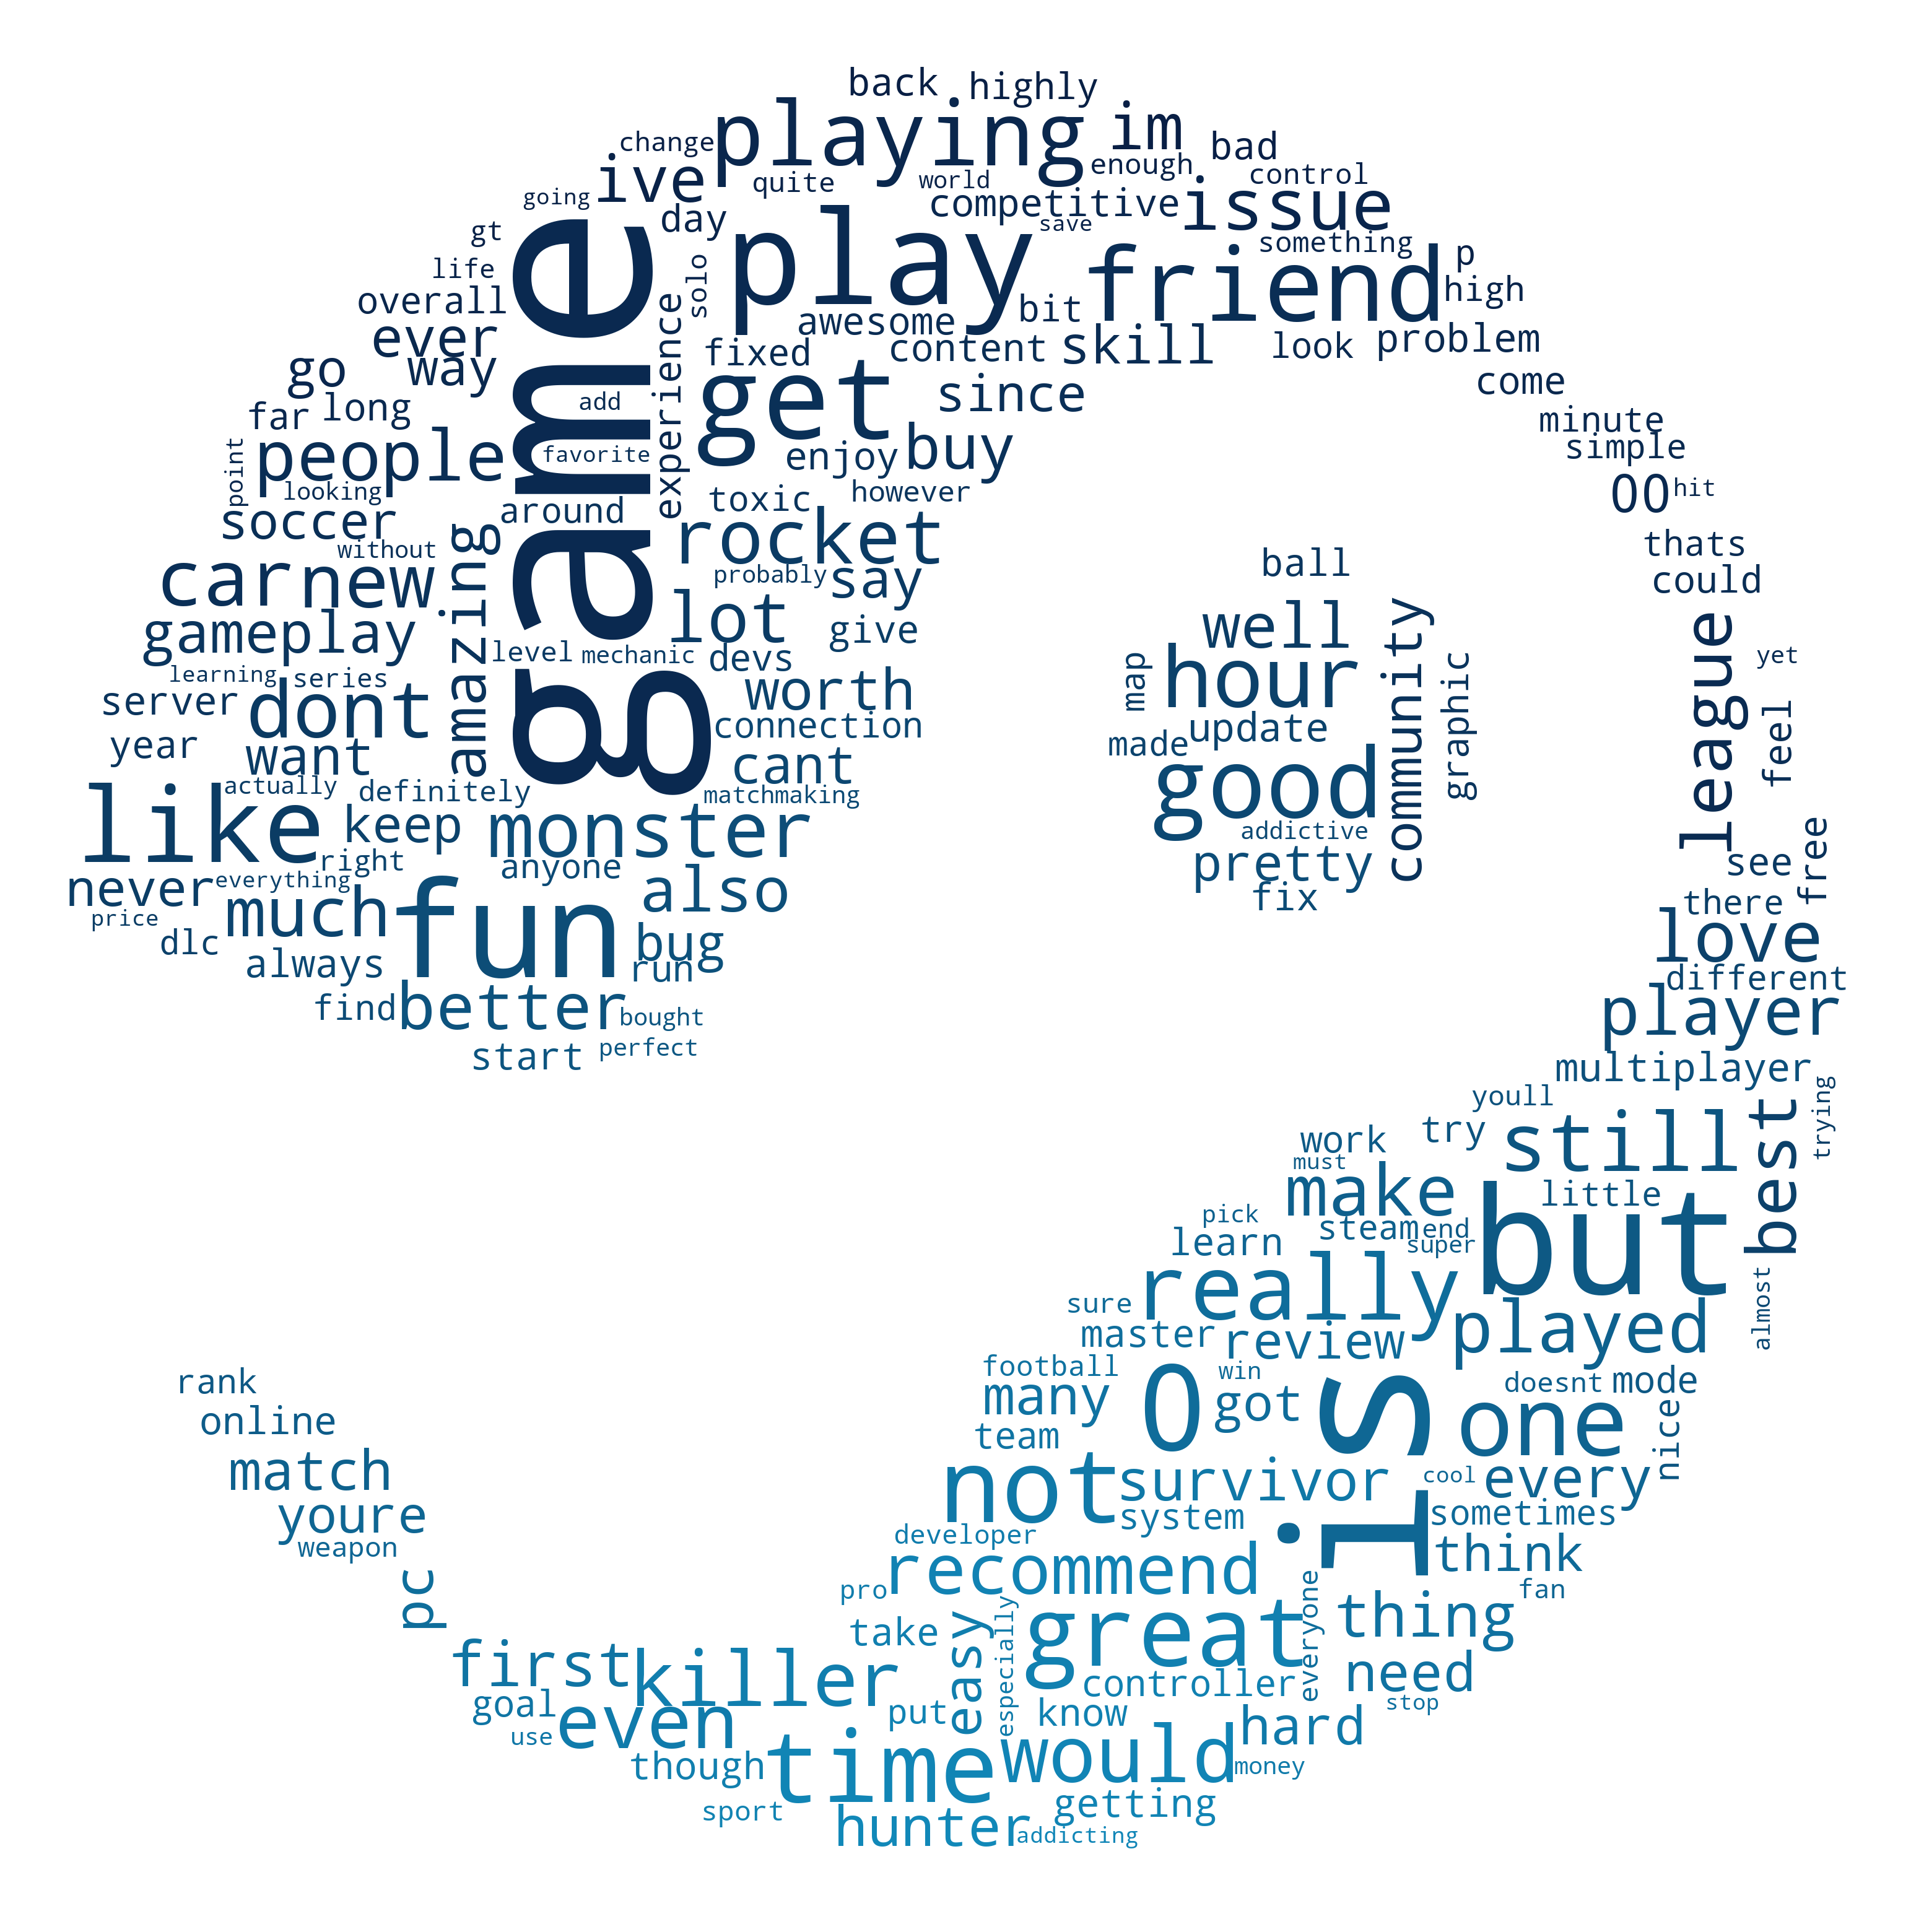 back
highly
playing
im
change
bad
enough
control
ive
quite
world
going
competitive
issue
day
save
gt
something
play
friend
p
life
solo
high
overall
bit
awesome
ever
skill
problem
fixed
content
look
way
go
game
experience
get
since
come
add
far
long
minute
people
favorite
enjoy
buy
simple
point
looking
toxic
however
OO
hit
soccer
around
rocket
thats
without
amazing
ball
car
new
probably
say
could
gameplay
lot
give
well
community
league
yet
level
mechanic
devs
map
hour
graphic
learning
series
server
dont
worth
feel
connection
update
year
made
want
cant
good
actually
definitely
matchmaking
like
keep
monster
addictive
free
right
anyone
pretty
see
never
everything
also
fix
there
price
much
fun
love
dlc
bug
always
run
different
find
better
bought
player
start
perfect
multiplayer
youll
trying
work
try
still
best
must
make
little
but
pick
steam
end
learn
super
really
sure
almost
master
review
played
football
win
rank
doesnt
mode
many
O
got
is
one
online
team
nice
match
not
survivor
cool
every
youre
system
sometimes
developer
weapon
recommend
think
pc
pro
everyone
fan
take
easy
especially
great
thing
first
killer
controller
need
goal
put
know
stop
use
even
hard
though
time
would
money
sport
hunter
getting
addicting